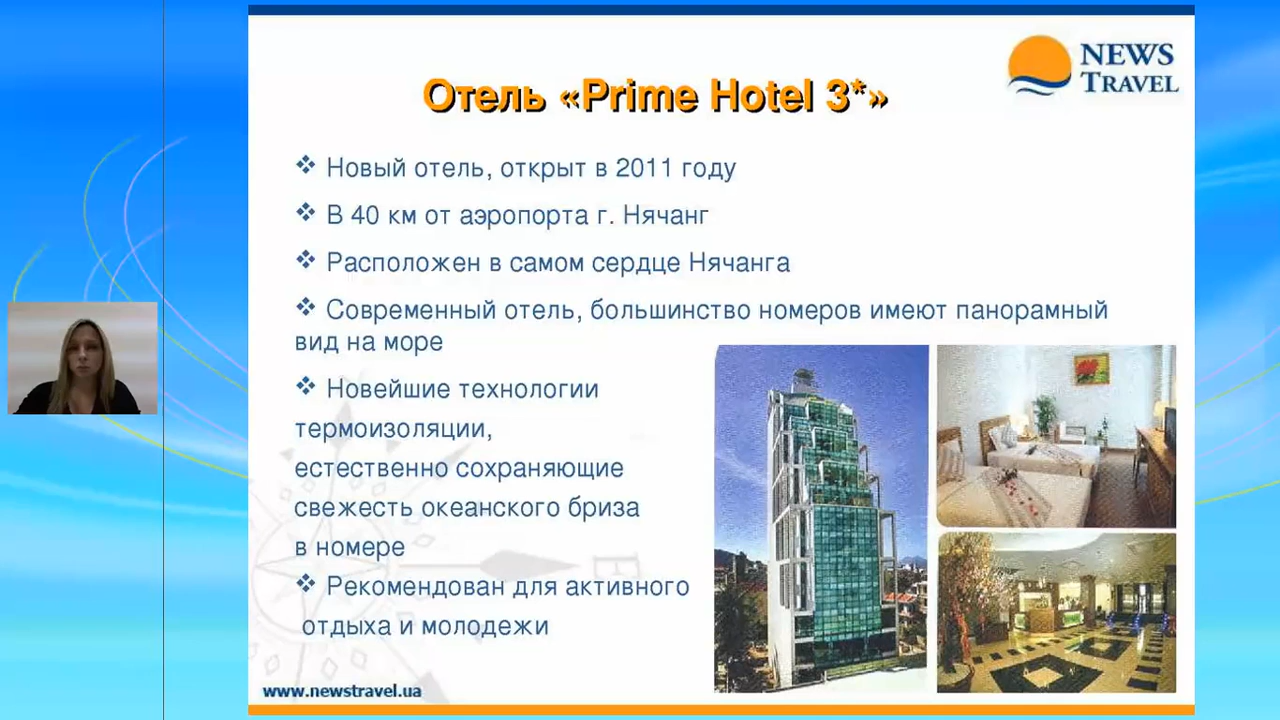 NEWS
TRAVEL
Отель «Prime Hotel 3*»
Новый отель, открыт в 2011 году
В 40 км от аэропорта г. Нячанг
Расположен в самом сердце Нячанга
Современный отель, большинство номеров имеют панорамный
вид на море
Новейшие технологии
термоизоляции,
естественно сохраняющие
свежесть океанского бриза
в номере
Рекомендован для активного
отдыха и молодежи
E
www.newstravel.ua